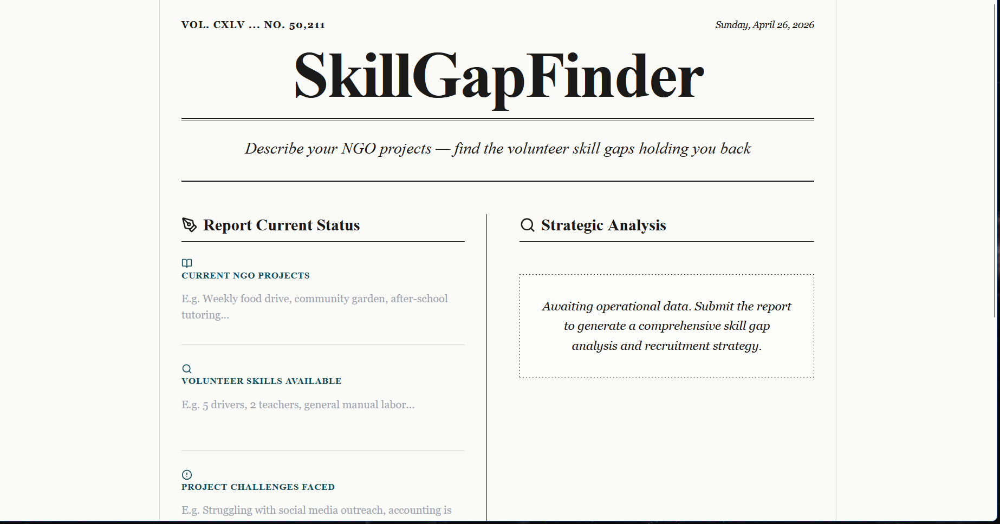 VOL. CXLV ... NO. 50,211
Sunday, April 26, 2026
SkillGapFinder
Describe your NGO projects — find the volunteer skill gaps holding you back
Report Current Status
CURRENT NGO PROJECTS
E.g. Weekly food drive, community garden, after-school
tutoring...
VOLUNTEER SKILLS AVAILABLE
E.g. 5 drivers, 2 teachers, general manual labor...
PROJECT CHALLENGES FACED
E.g. Struggling with social media outreach, accounting is
Strategic Analysis
Awaiting operational data. Submit the report
to generate a comprehensive skill gap
analysis and recruitment strategy.